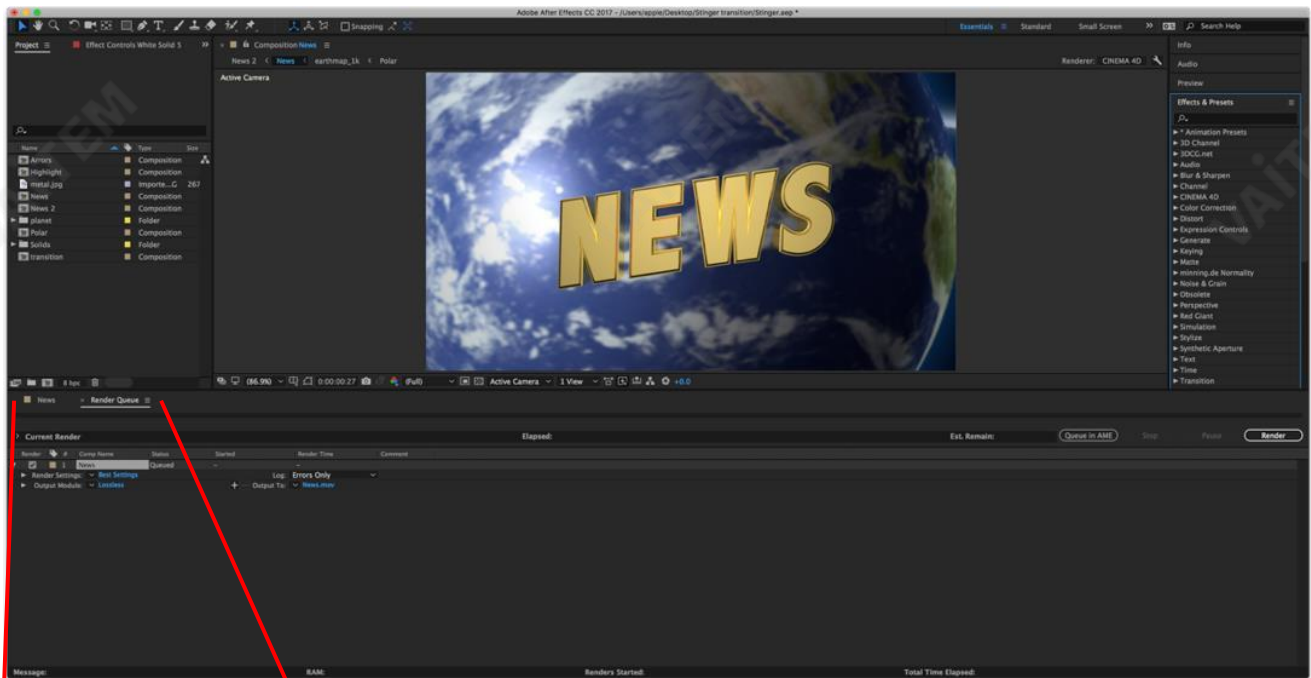 Adobe After Effects CC 2017 - /Users/apple/Desktop/Stinger transition/Stinger.aep *
Snapping
Essentials
Standard
Small Screen
Search Help
Project
Effect Controls White Solid 5
Composition News
News 2
News
earthmap_1k
Polar
Renderer: CINEMA 4D
Active Camera
NEWS
Name Type Size
Arrors Composition
Highlight Composition
metal.jpg Importe...G 267
News Composition
News 2 Composition
planet Folder
Polar Composition
Solids Folder
transition Composition
8 bpc
(86.9%) 0:00:00:27 (Full) Active Camera 1 View +0.0
Info
Audio
Preview
Effects & Presets
* Animation Presets
3D Channel
3DCG.net
Audio
Blur & Sharpen
Channel
CINEMA 4D
Color Correction
Distort
Expression Controls
Generate
Keying
Matte
minning.de Normality
Noise & Grain
Obsolete
Perspective
Red Giant
Simulation
Stylize
Synthetic Aperture
Text
Time
Transition
News
Render Queue
Current Render Elapsed: Est. Remain: Queue in AME Stop Pause Render
Render # Comp Name Status Started Render Time Comment
1 News Queued - -
Render Settings: Best Settings Log: Errors Only
Output Module: Lossless + Output To: News.mov
Message: RAM: Renders Started: Total Time Elapsed: